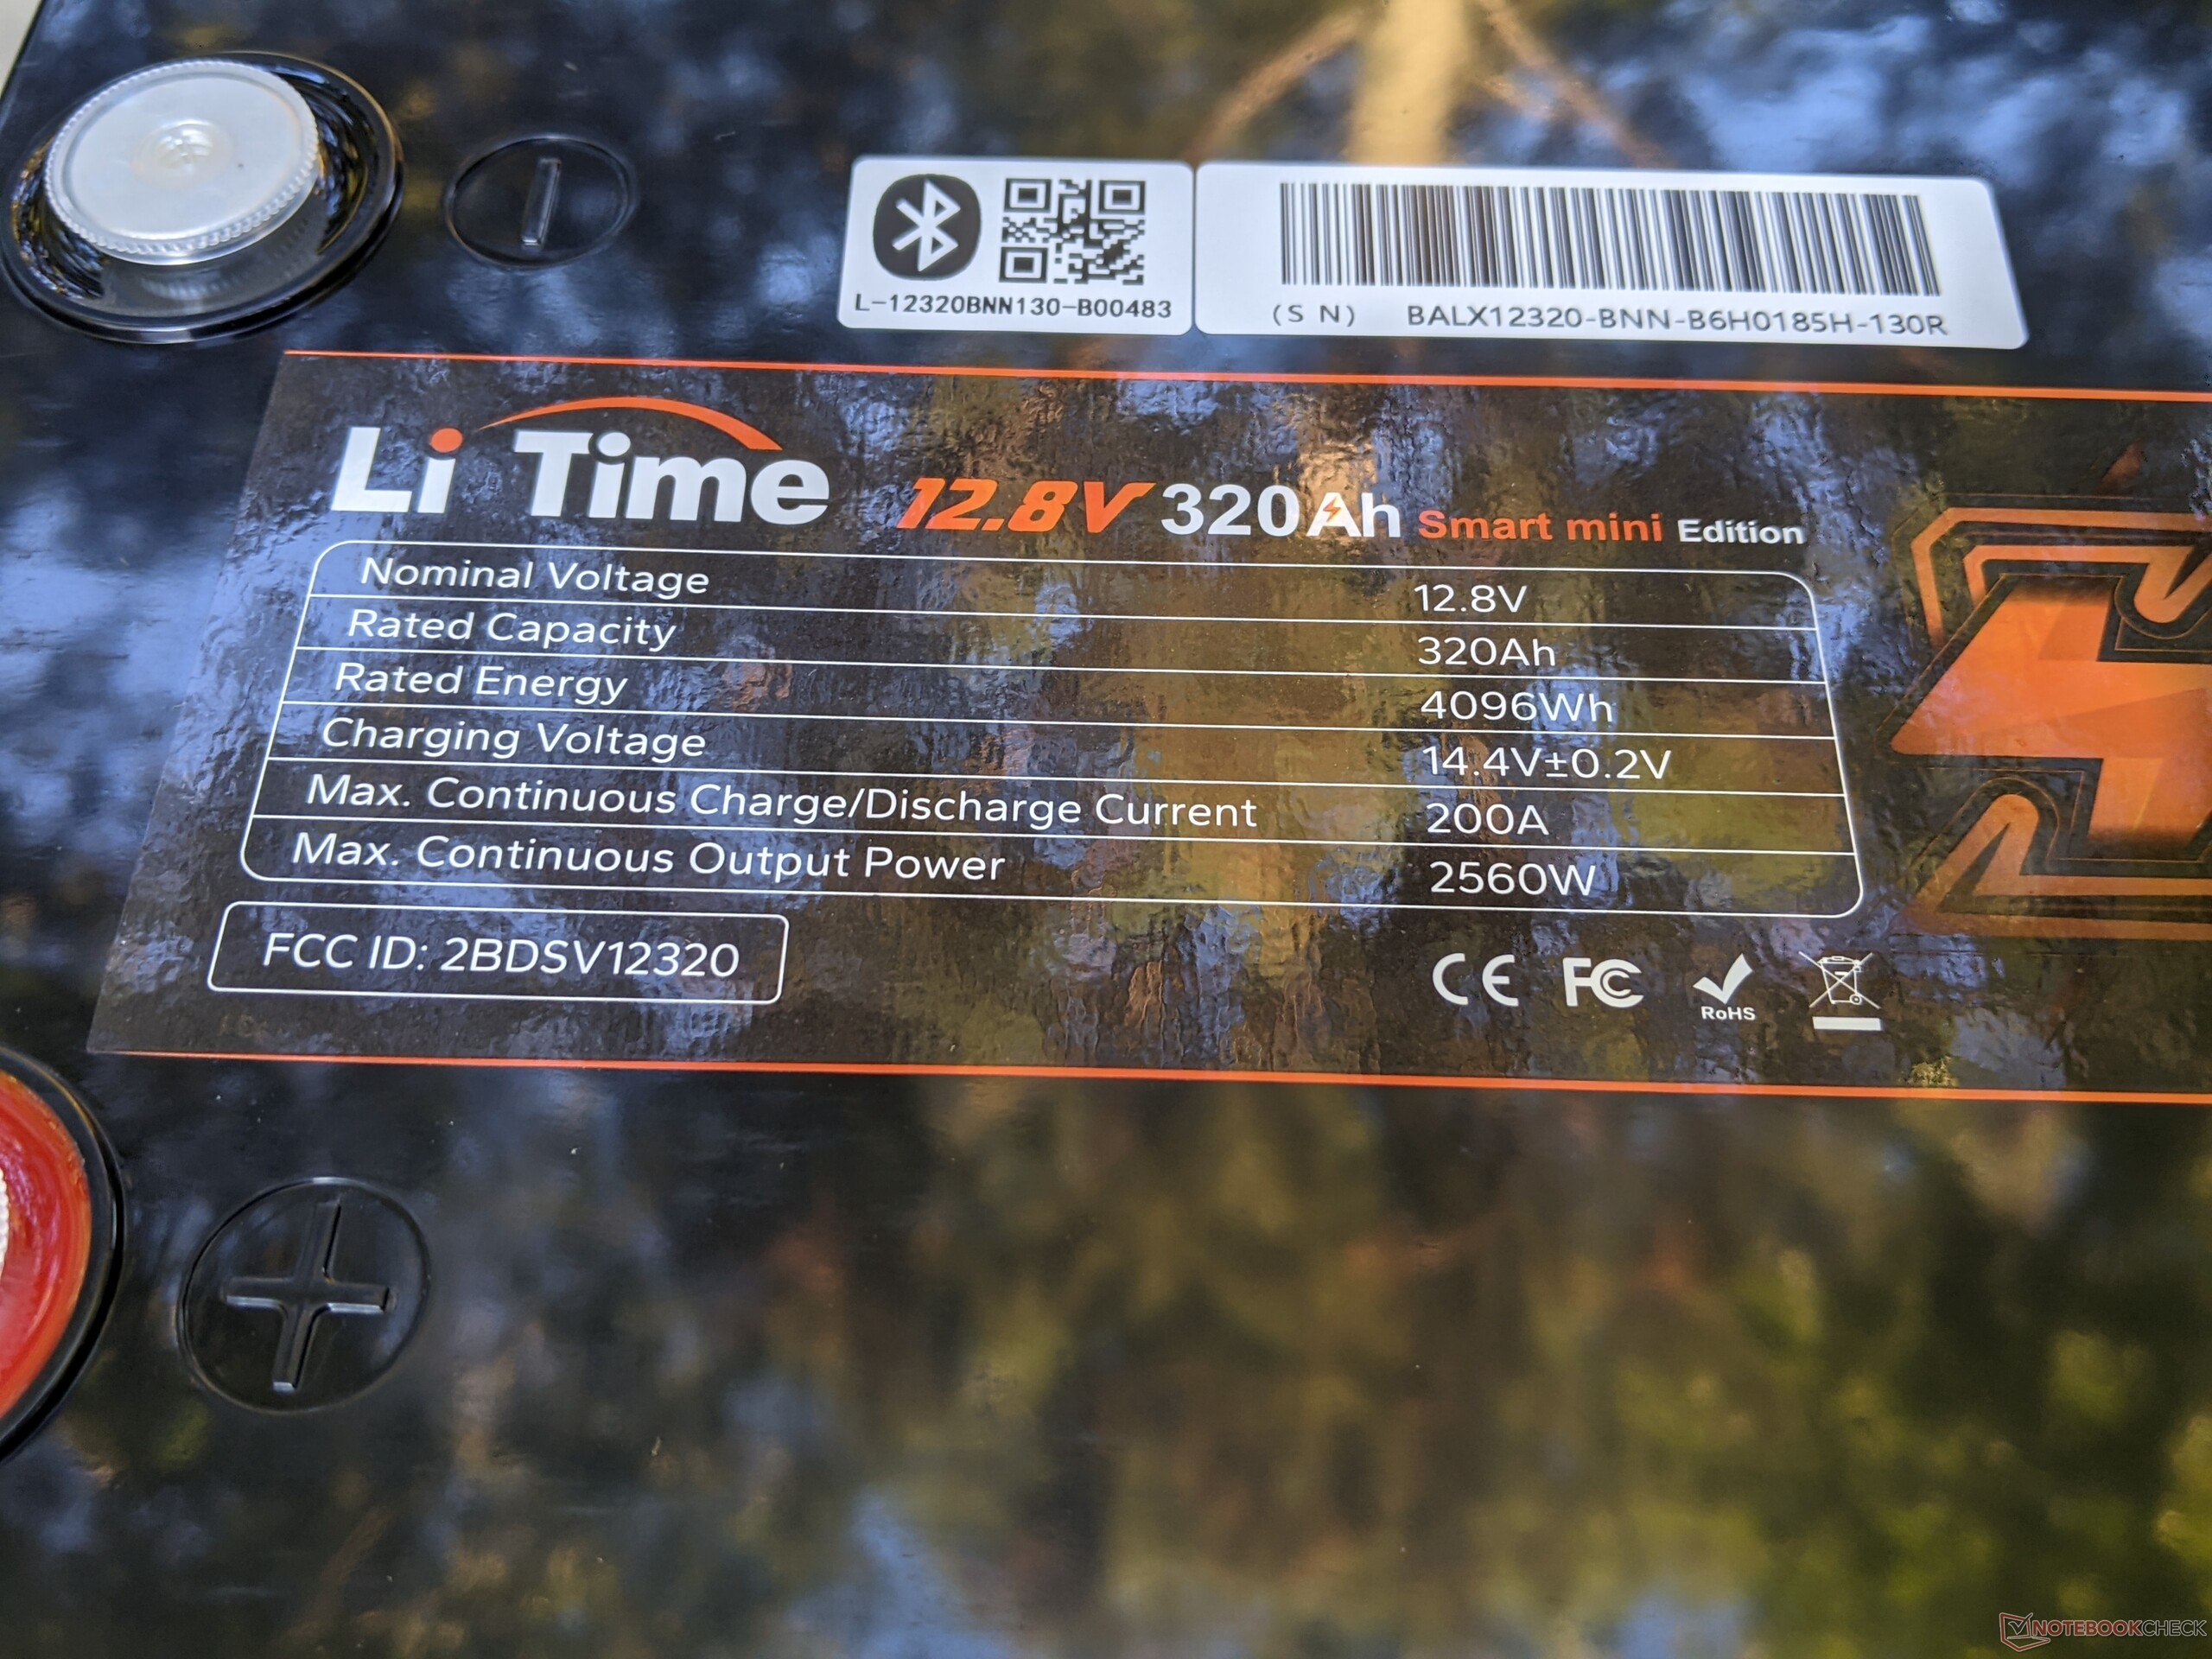 L-12320BNN130-B00483
(SN) BALX12320-BNN-B6H0185H-130R
Li Time 12.8V 320Ah Smart mini Edition
Nominal Voltage 12.8V
Rated Capacity 320Ah
Rated Energy 4096Wh
Charging Voltage 14.4V±0.2V
Max. Continuous Charge/Discharge Current 200A
Max. Continuous Output Power 2560W
FCC ID: 2BDSV12320
CE FC RoHS
NOTEBOOKCHECK